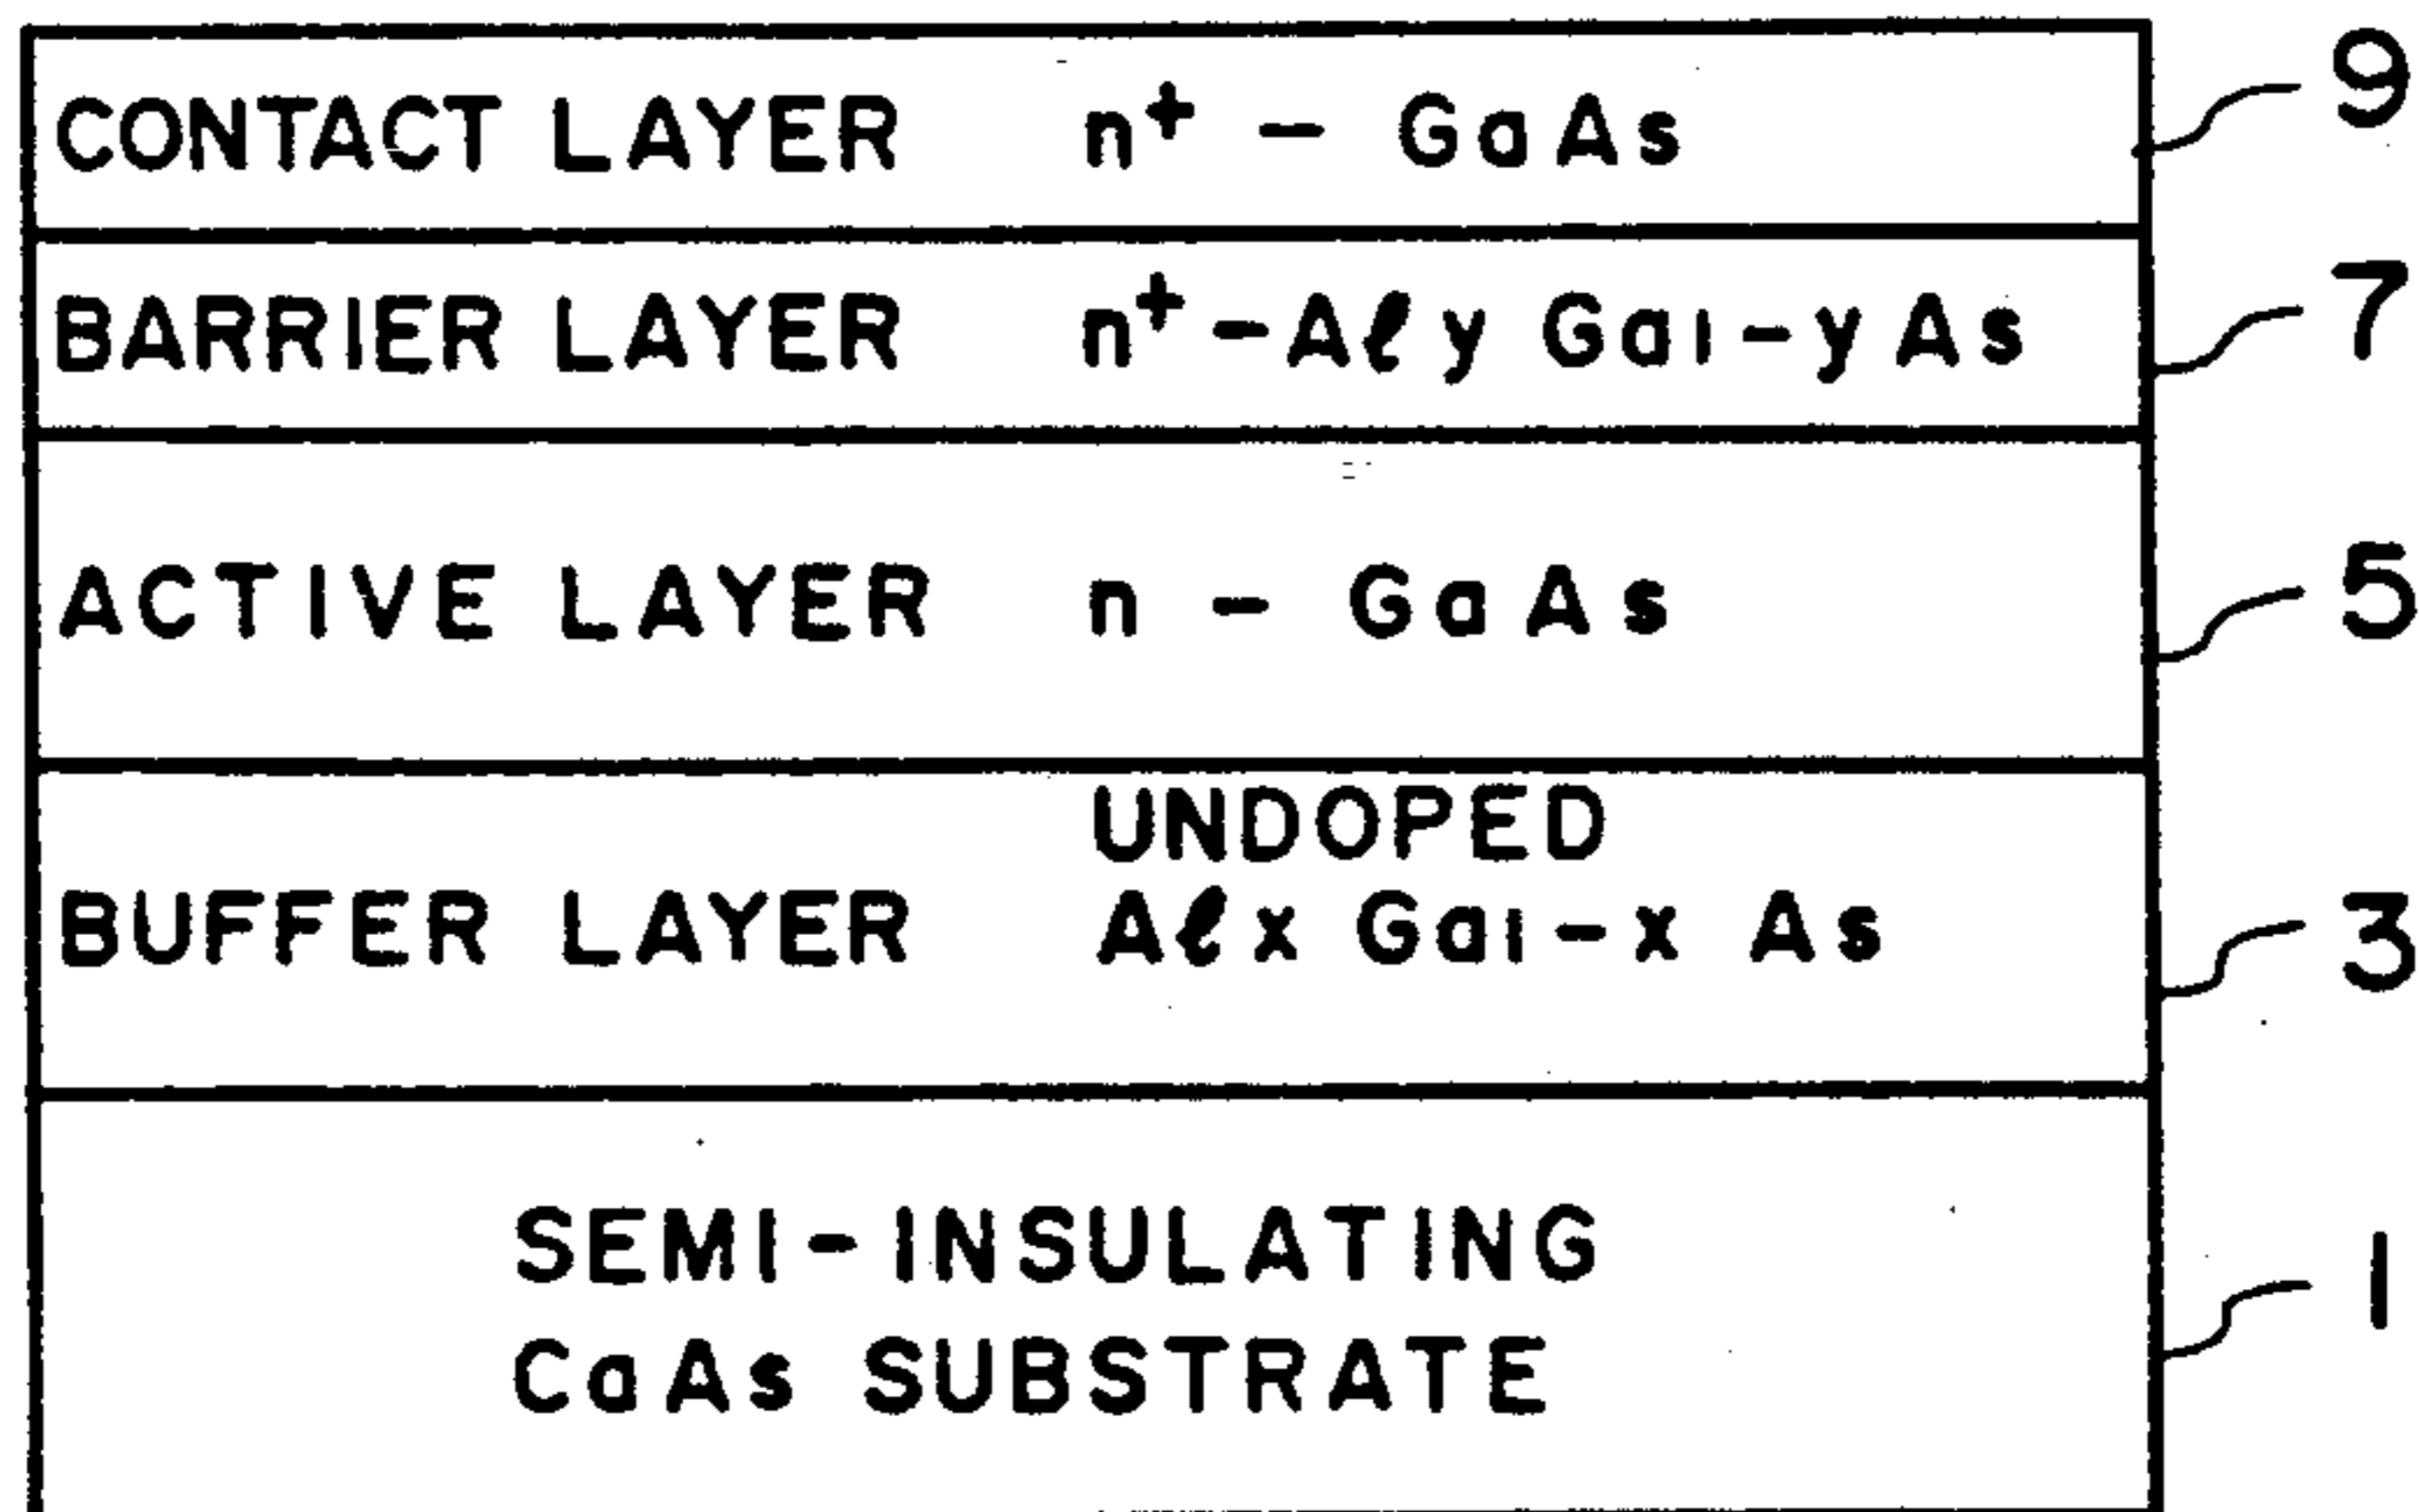 CONTACT LAYER n+ - GaAs 9
BARRIER LAYER n+ - Aℓy Ga1-y As 7
ACTIVE LAYER n - GaAs 5
UNDOPED
BUFFER LAYER Aℓx Ga1-x As 3
SEMI-INSULATING 1
CaAs SUBSTRATE